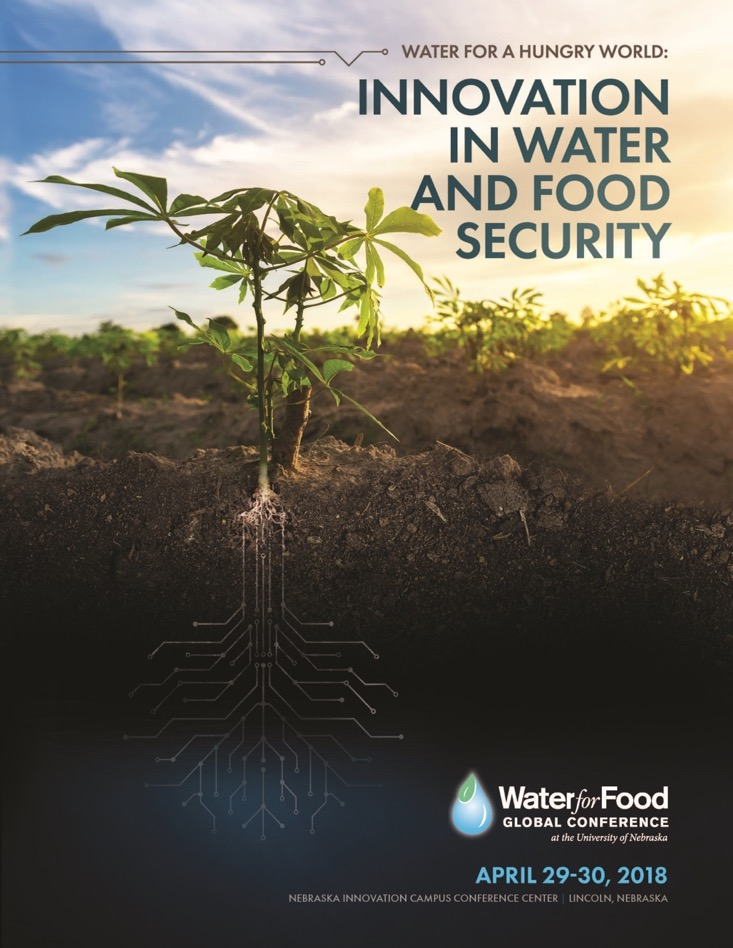 WATER FOR A HUNGRY WORLD:
INNOVATION
IN WATER
AND FOOD
SECURITY
Water for Food
GLOBAL CONFERENCE
at the University of Nebraska
APRIL 29-30, 2018
NEBRASKA INNOVATION CAMPUS CONFERENCE CENTER | LINCOLN, NEBRASKA